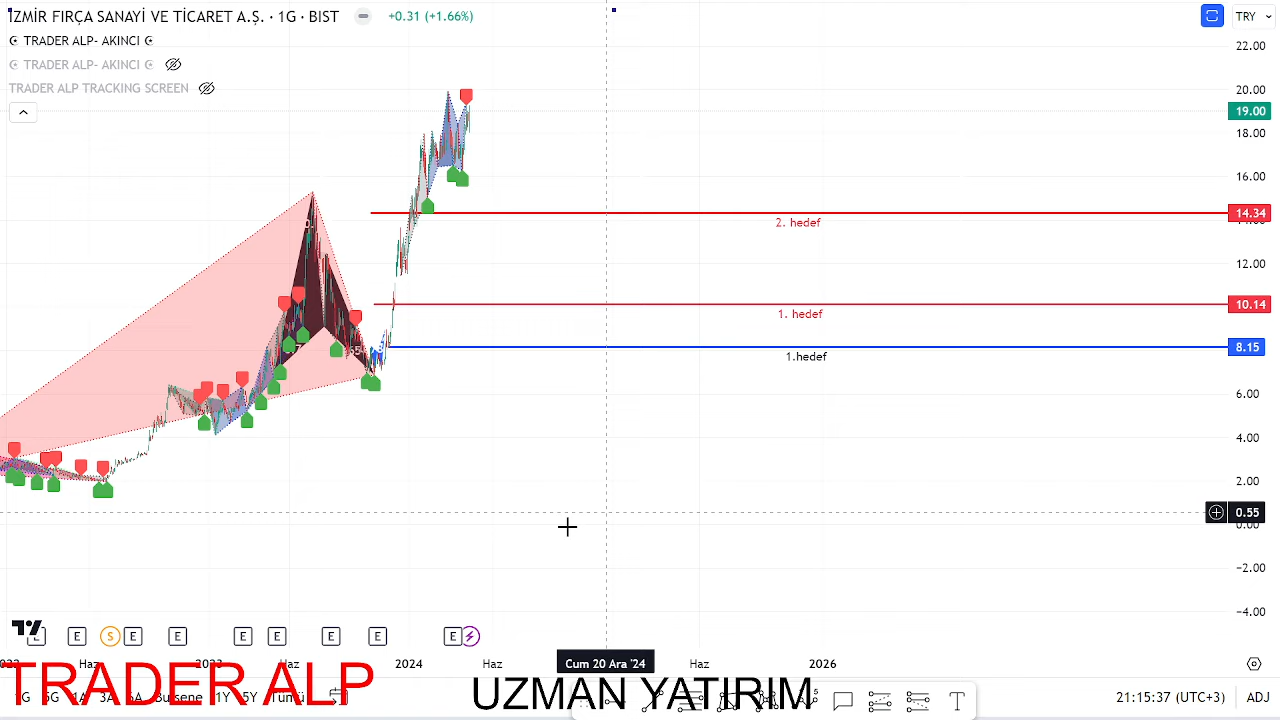 İZMİR FIRÇA SANAYİ VE TİCARET A.Ş. · 1G · BIST +0.31 (+1.66%) TRY
TRADER ALP- AKINCI
TRADER ALP- AKINCI
TRADER ALP TRACKING SCREEN
22.00
20.00
19.00
18.00
16.00
14.34
2. hedef
12.00
10.14
1. hedef
8.15
1.hedef
6.00
4.00
2.00
0.55
0.00
−2.00
−4.00
E E S E E E E E E E
Haz 2023 Haz 2024 Haz Cum 20 Ara '24 Haz 2026
TRADER ALP
UZMAN YATIRIM
21:15:37 (UTC+3) ADJ